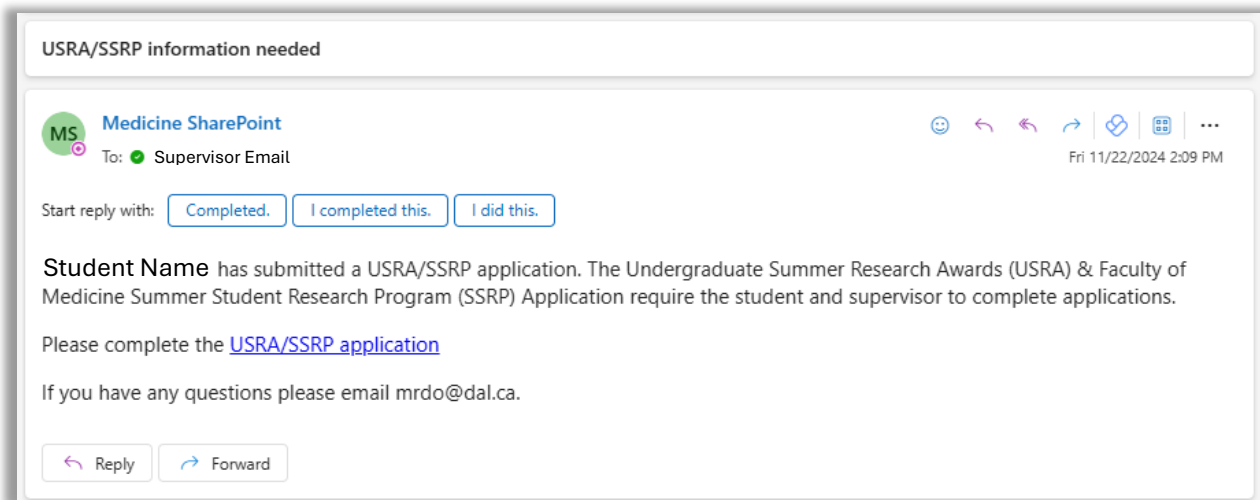 USRA/SSRP information needed
MS
Medicine SharePoint
To: Supervisor Email
Fri 11/22/2024 2:09 PM
Start reply with: Completed. I completed this. I did this.
Student Name has submitted a USRA/SSRP application. The Undergraduate Summer Research Awards (USRA) & Faculty of
Medicine Summer Student Research Program (SSRP) Application require the student and supervisor to complete applications.
Please complete the USRA/SSRP application
If you have any questions please email mrdo@dal.ca.
Reply Forward